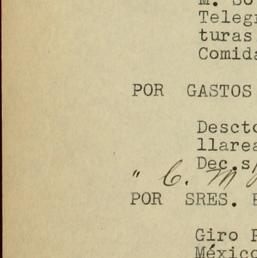 M. So
Telegr
turas
Comida
POR GASTOS
Descto
llarea
Dec.s/
" C. M
POR SRES. F
Giro P
México